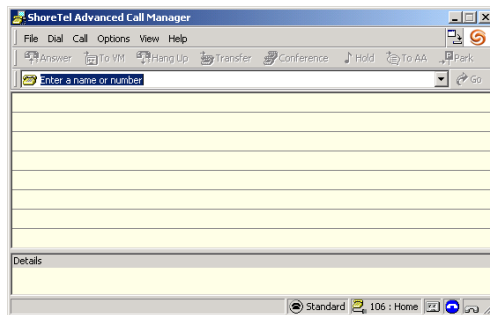 ShoreTel Advanced Call Manager
File Dial Call Options View Help
Answer To VM Hang Up Transfer Conference Hold To AA Park
Enter a name or number Go
Details
Standard 106 : Home